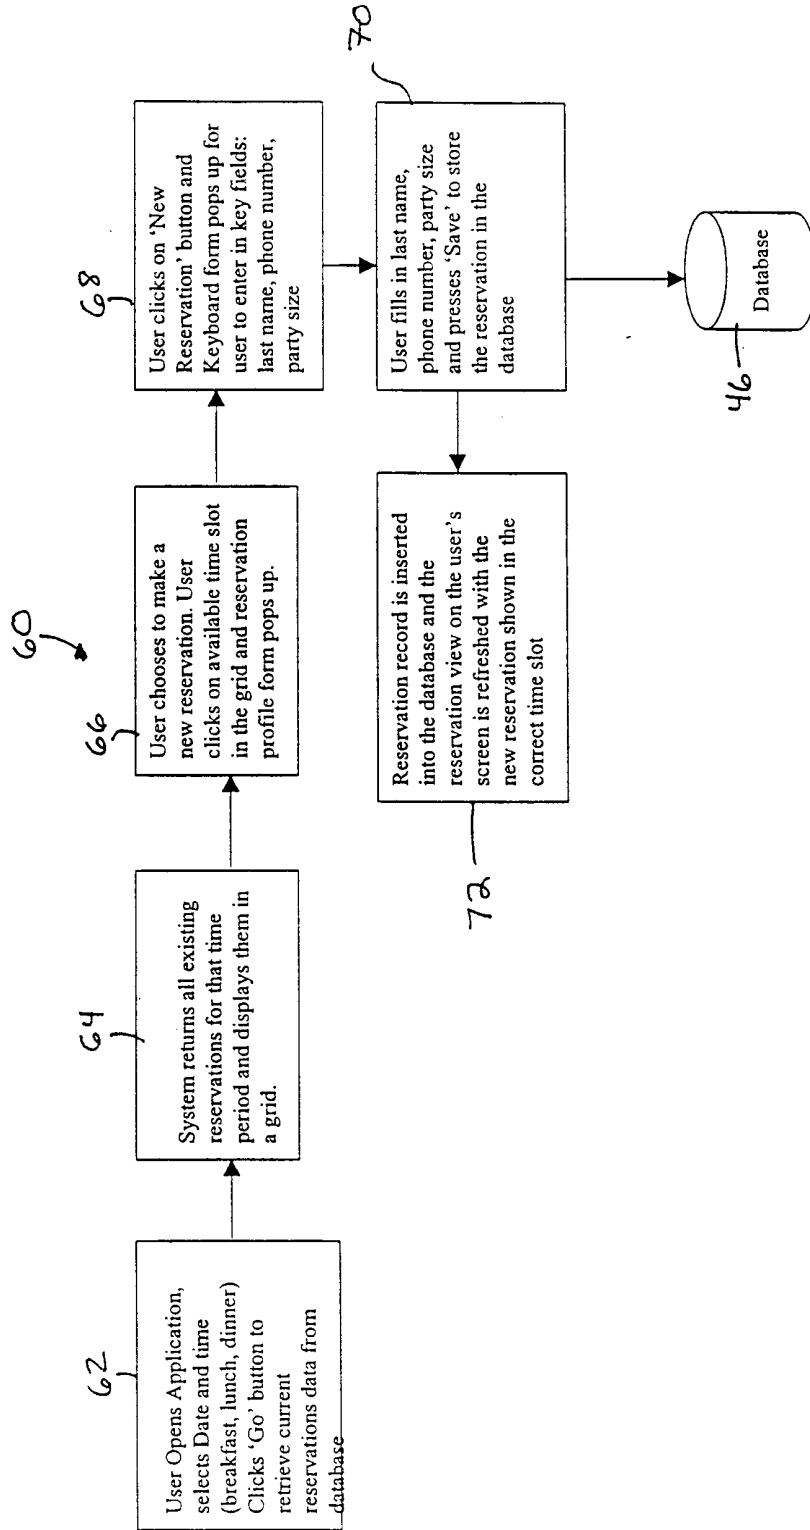 60
62
User Opens Application,
selects Date and time
(breakfast, lunch, dinner)
Clicks ‘Go’ button to
retrieve current
reservations data from
database
64
System returns all existing
reservations for that time
period and displays them in
a grid.
66
User chooses to make a
new reservation. User
clicks on available time slot
in the grid and reservation
profile form pops up.
68
User clicks on ‘New
Reservation’ button and
Keyboard form pops up for
user to enter in key fields:
last name, phone number,
party size
70
User fills in last name,
phone number, party size
and presses ‘Save’ to store
the reservation in the
database
72
Reservation record is inserted
into the database and the
reservation view on the user’s
screen is refreshed with the
new reservation shown in the
correct time slot
46
Database